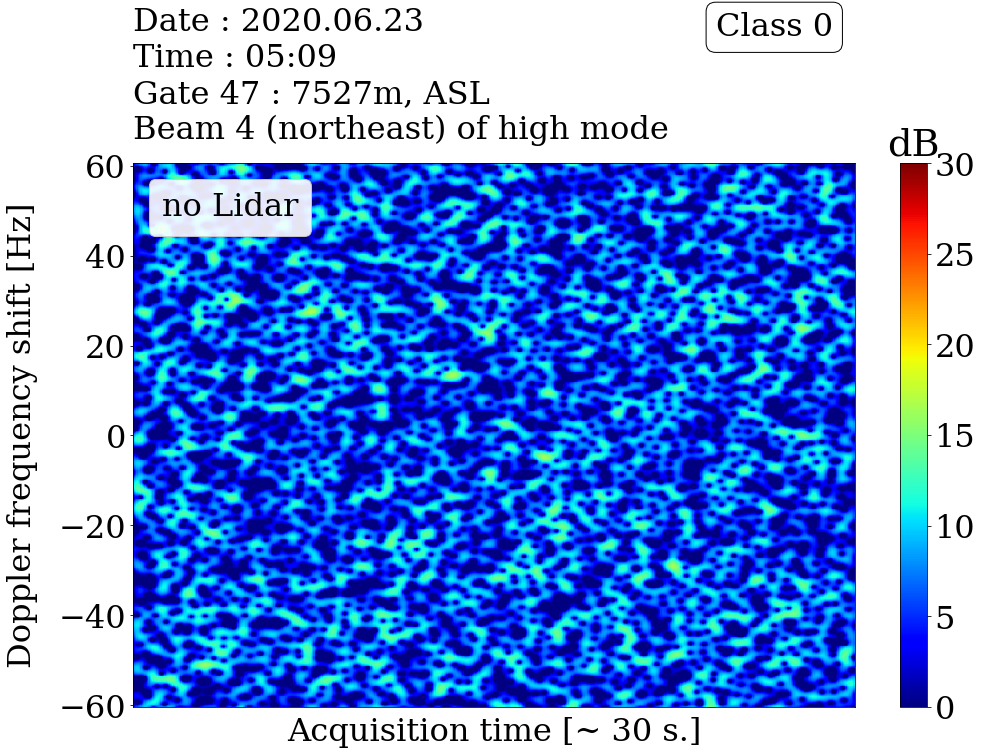 Date : 2020.06.23
Time : 05:09
Gate 47 : 7527m, ASL
Beam 4 (northeast) of high mode
Class 0
dB
no Lidar
Doppler frequency shift [Hz]
60
40
20
0
−20
−40
−60
Acquisition time [~ 30 s.]
30
25
20
15
10
5
0